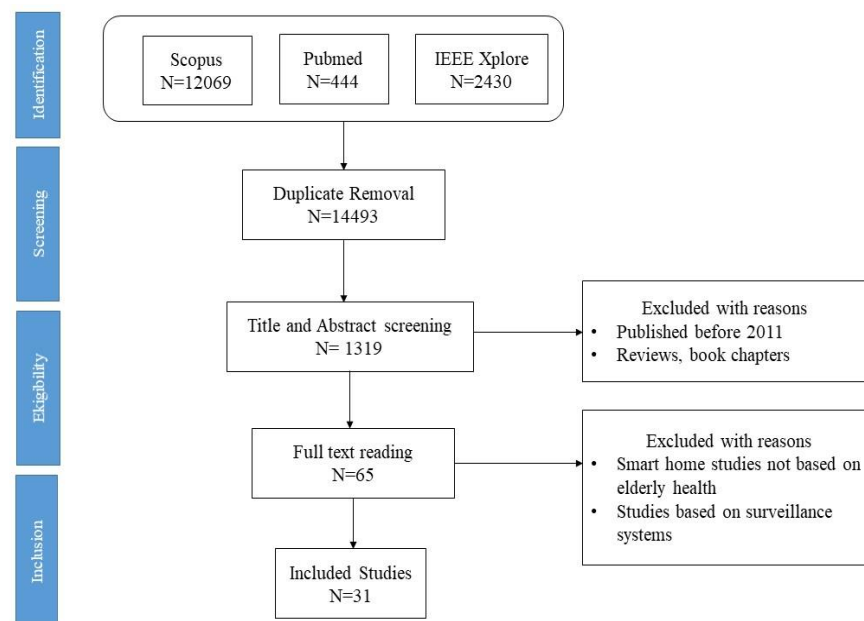 Identification
Scopus
N=12069
Pubmed
N=444
IEEE Xplore
N=2430
Screening
Duplicate Removal
N=14493
Ekigibility
Title and Abstract screening
N= 1319
Excluded with reasons
• Published before 2011
• Reviews, book chapters
Full text reading
N=65
Excluded with reasons
• Smart home studies not based on
elderly health
• Studies based on surveillance
systems
Inclusion
Included Studies
N=31